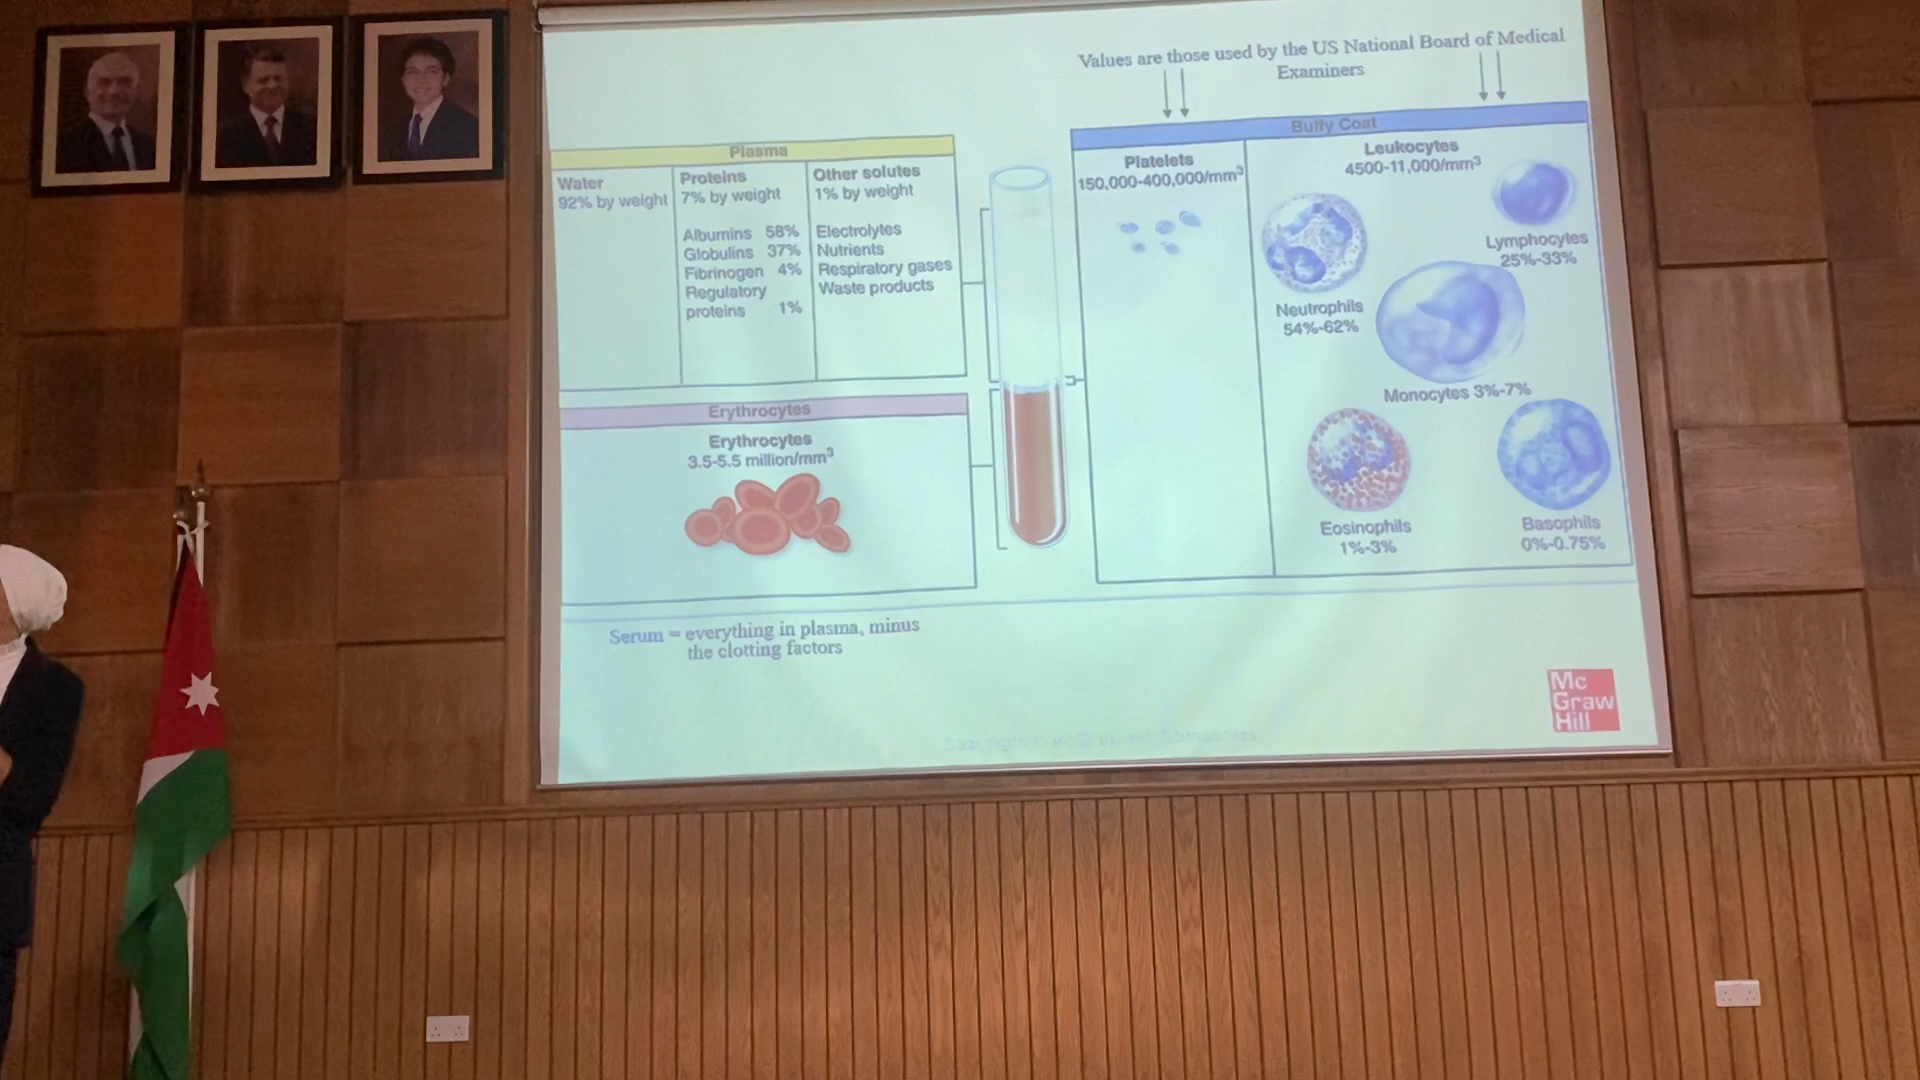 Values are those used by the US National Board of Medical
Examiners
Plasma
Water
92% by weight
Proteins
7% by weight
Albumins 58%
Globulins 37%
Fibrinogen 4%
Regulatory
proteins 1%
Other solutes
1% by weight
Electrolytes
Nutrients
Respiratory gases
Waste products
Erythrocytes
Erythrocytes
3.5-5.5 million/mm³
Buffy Coat
Platelets
150,000-400,000/mm³
Leukocytes
4500-11,000/mm³
Lymphocytes
25%-33%
Neutrophils
54%-62%
Monocytes 3%-7%
Eosinophils
1%-3%
Basophils
0%-0.75%
Serum = everything in plasma, minus
the clotting factors
Mc
Graw
Hill